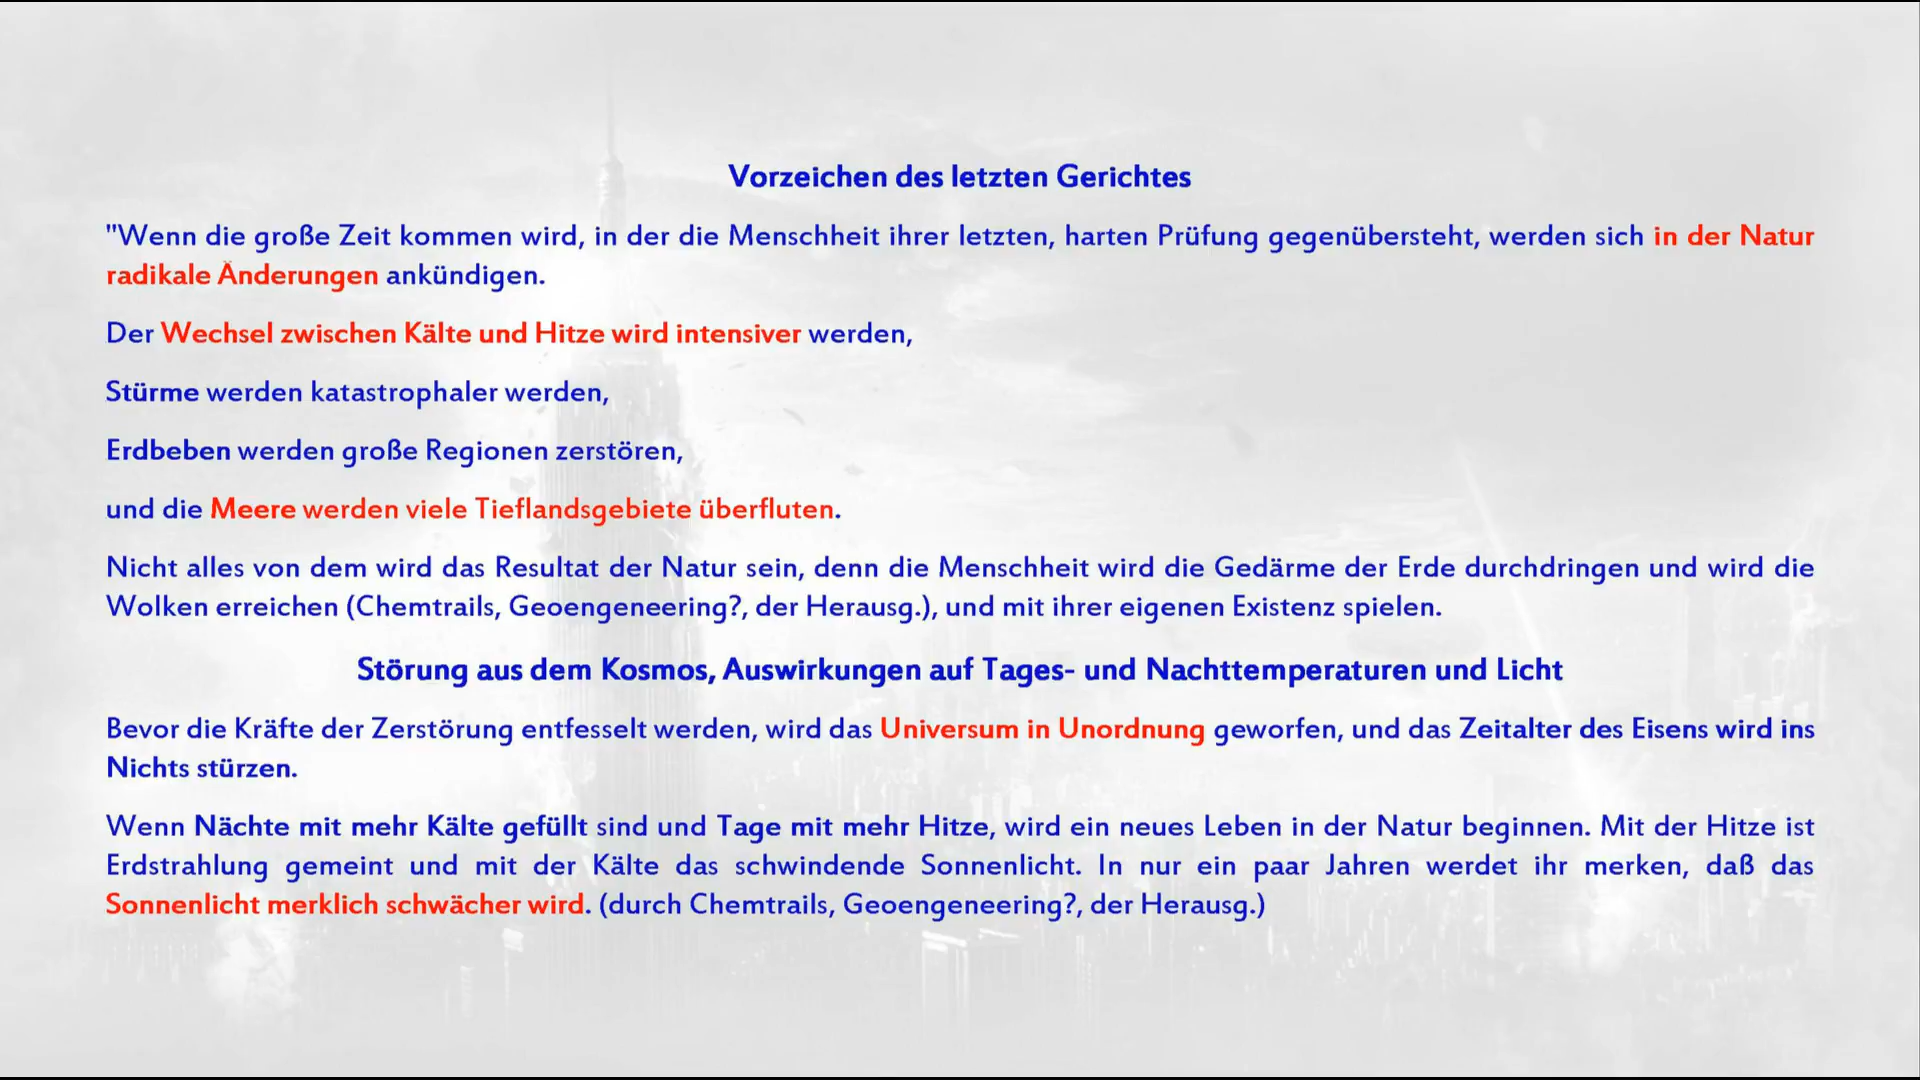 Vorzeichen des letzten Gerichtes
"Wenn die große Zeit kommen wird, in der die Menschheit ihrer letzten, harten Prüfung gegenübersteht, werden sich in der Natur
radikale Änderungen ankündigen.
Der Wechsel zwischen Kälte und Hitze wird intensiver werden,
Stürme werden katastrophaler werden,
Erdbeben werden große Regionen zerstören,
und die Meere werden viele Tieflandsgebiete überfluten.
Nicht alles von dem wird das Resultat der Natur sein, denn die Menschheit wird die Gedärme der Erde durchdringen und wird die
Wolken erreichen (Chemtrails, Geoengeneering?, der Herausg.), und mit ihrer eigenen Existenz spielen.
Störung aus dem Kosmos, Auswirkungen auf Tages- und Nachttemperaturen und Licht
Bevor die Kräfte der Zerstörung entfesselt werden, wird das Universum in Unordnung geworfen, und das Zeitalter des Eisens wird ins
Nichts stürzen.
Wenn Nächte mit mehr Kälte gefüllt sind und Tage mit mehr Hitze, wird ein neues Leben in der Natur beginnen. Mit der Hitze ist
Erdstrahlung gemeint und mit der Kälte das schwindende Sonnenlicht. In nur ein paar Jahren werdet ihr merken, daß das
Sonnenlicht merklich schwächer wird. (durch Chemtrails, Geoengeneering?, der Herausg.)